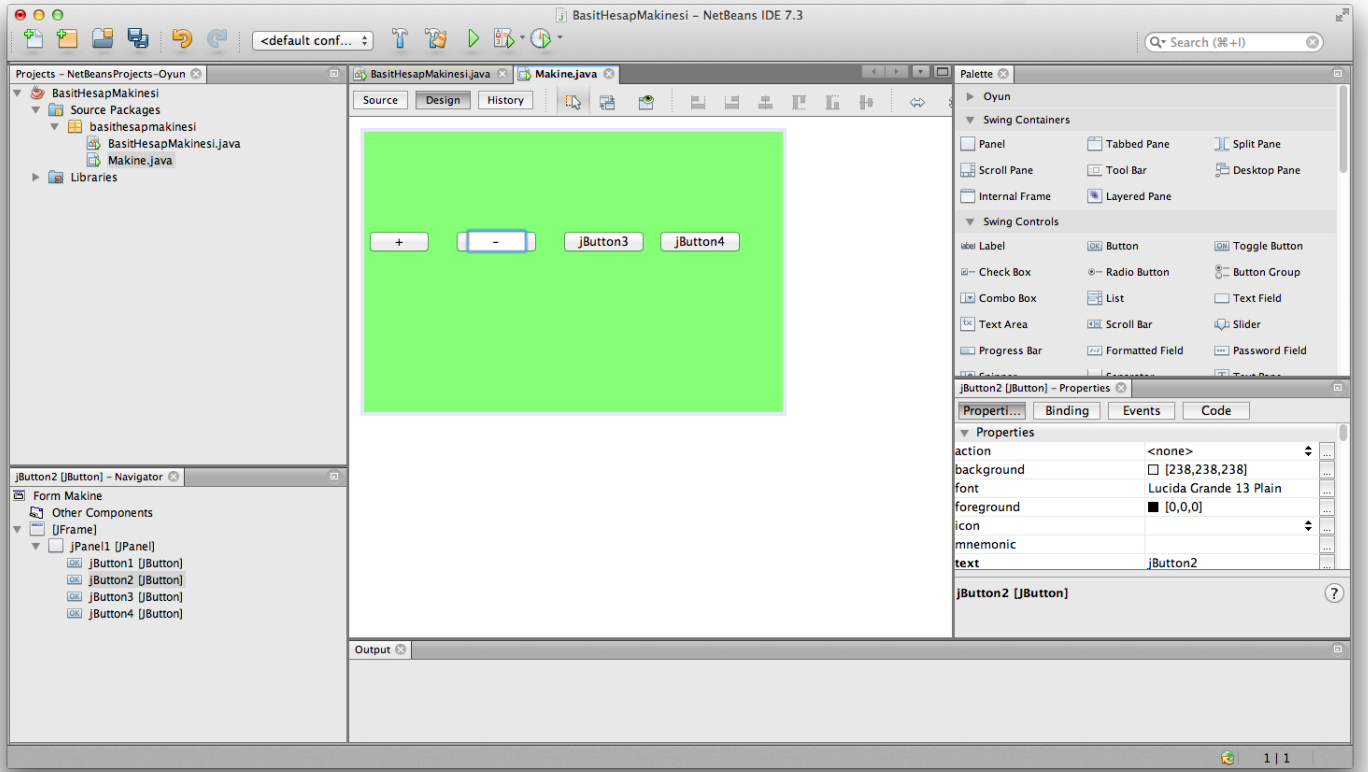 BasitHesapMakinesi – NetBeans IDE 7.3
<default conf...
Search (⌘+I)
Projects – NetBeansProjects-Oyun
BasitHesapMakinesi
Source Packages
basithesapmakinesi
BasitHesapMakinesi.java
Makine.java
Libraries
jButton2 [JButton] – Navigator
Form Makine
Other Components
[JFrame]
jPanel1 [JPanel]
jButton1 [JButton]
jButton2 [JButton]
jButton3 [JButton]
jButton4 [JButton]
BasitHesapMakinesi.java Makine.java
Source Design History
+ - jButton3 jButton4
Output
Palette
Oyun
Swing Containers
Panel Tabbed Pane Split Pane
Scroll Pane Tool Bar Desktop Pane
Internal Frame Layered Pane
Swing Controls
label Label OK Button ON Toggle Button
Check Box Radio Button Button Group
Combo Box List Text Field
Text Area Scroll Bar Slider
Progress Bar Formatted Field Password Field
jButton2 [JButton] – Properties
Properti... Binding Events Code
Properties
action <none> ...
background [238,238,238] ...
font Lucida Grande 13 Plain ...
foreground [0,0,0] ...
icon ...
mnemonic ...
text jButton2 ...
jButton2 [JButton] ?
1 | 1